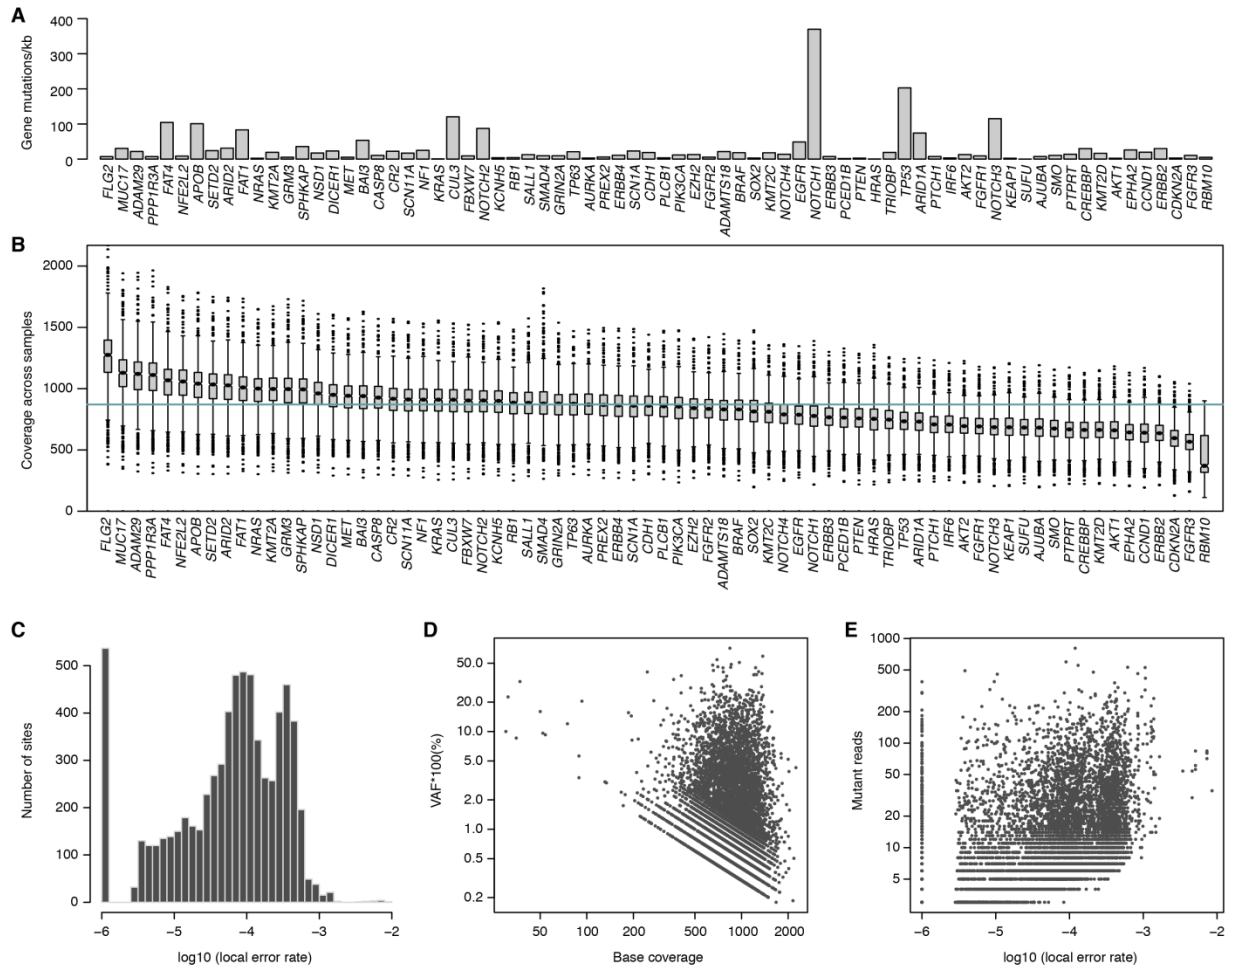 A
Gene mutations/kb
400
300
200
100
0
FLG2 MUC17 ADAM29 PPP1R3A FAT4 NFE2L2 APOB SETD2 ARID2 FAT1 NRAS KMT2A GRM3 SPHKAP NSD1 DICER1 MET BAI3 CASP8 CR2 SCN11A NF1 KRAS CUL3 FBXW7 NOTCH2 KCNH5 RB1 SALL1 SMAD4 GRIN2A TP63 AURKA PREX2 ERBB4 SCN1A CDH1 PLCB1 PIK3CA EZH2 FGFR2 ADAMTS18 BRAF SOX2 KMT2C NOTCH4 EGFR NOTCH1 ERBB3 PCED1B PTEN HRAS TRIOBP TP53 ARID1A PTCH1 IRF6 AKT2 FGFR1 NOTCH3 KEAP1 SUFU AJUBA SMO PTPRT CREBBP KMT2D AKT1 EPHA2 CCND1 ERBB2 CDKN2A FGFR3 RBM10
B
Coverage across samples
2000
1500
1000
500
0
FLG2 MUC17 ADAM29 PPP1R3A FAT4 NFE2L2 APOB SETD2 ARID2 FAT1 NRAS KMT2A GRM3 SPHKAP NSD1 DICER1 MET BAI3 CASP8 CR2 SCN11A NF1 KRAS CUL3 FBXW7 NOTCH2 KCNH5 RB1 SALL1 SMAD4 GRIN2A TP63 AURKA PREX2 ERBB4 SCN1A CDH1 PLCB1 PIK3CA EZH2 FGFR2 ADAMTS18 BRAF SOX2 KMT2C NOTCH4 EGFR NOTCH1 ERBB3 PCED1B PTEN HRAS TRIOBP TP53 ARID1A PTCH1 IRF6 AKT2 FGFR1 NOTCH3 KEAP1 SUFU AJUBA SMO PTPRT CREBBP KMT2D AKT1 EPHA2 CCND1 ERBB2 CDKN2A FGFR3 RBM10
C
Number of sites
500
400
300
200
100
0
−6 −5 −4 −3 −2
log10 (local error rate)
D
VAF*100(%)
50.0
20.0
10.0
5.0
2.0
1.0
0.5
0.2
50 100 200 500 1000 2000
Base coverage
E
Mutant reads
1000
500
200
100
50
20
10
5
−6 −5 −4 −3 −2
log10 (local error rate)